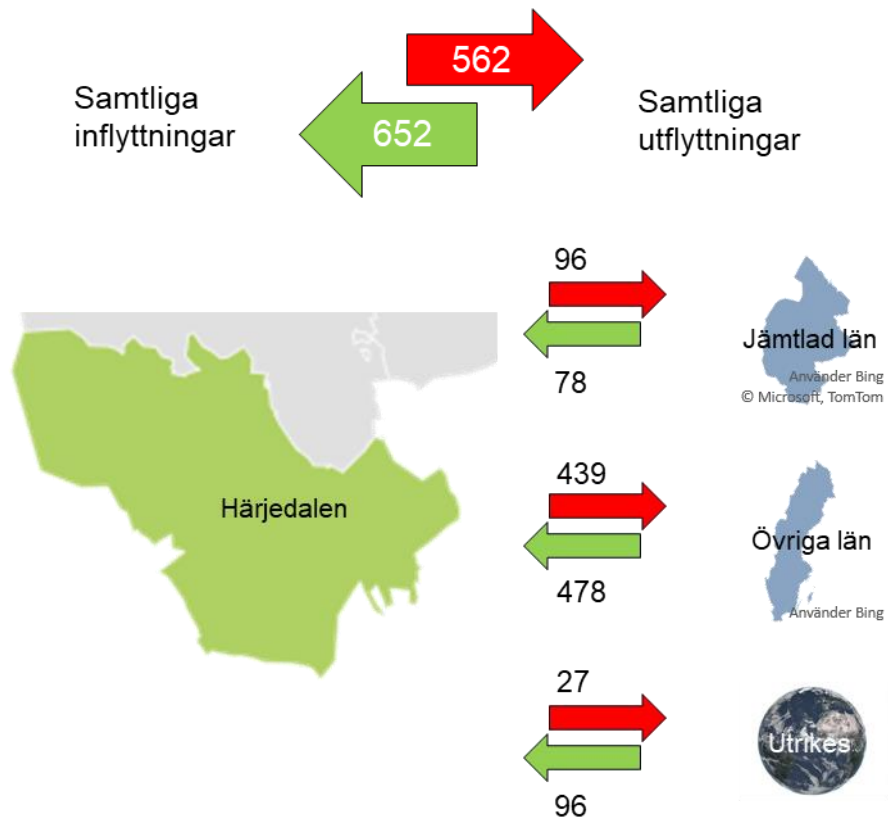 562
Samtliga
inflyttningar
Samtliga
utflyttningar
652
96
Jämtlad län
Använder Bing
© Microsoft, TomTom
78
Härjedalen
439
Övriga län
478
Använder Bing
27
Utrikes
96